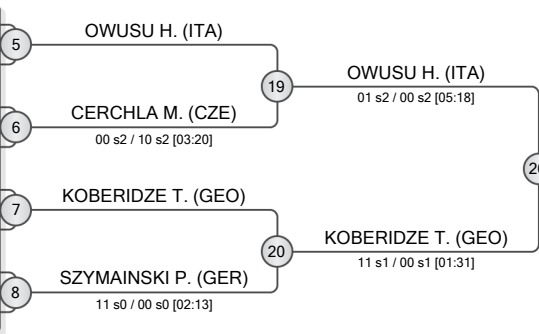 OWUSU H. (ITA)
5
19
OWUSU H. (ITA)
01 s2 / 00 s2 [05:18]
CERCHLA M. (CZE)
6
00 s2 / 10 s2 [03:20]
KOBERIDZE T. (GEO)
7
20
KOBERIDZE T. (GEO)
11 s1 / 00 s1 [01:31]
SZYMAINSKI P. (GER)
8
11 s0 / 00 s0 [02:13]